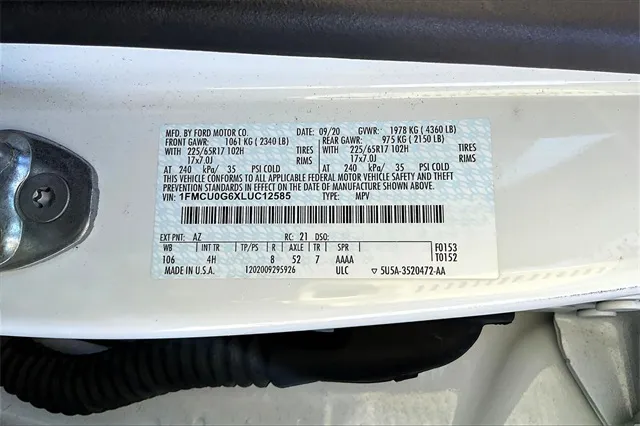 MFD. BY FORD MOTOR CO. 09/20 GVWR: 1978 KG ( 4360 LB)
FRONT GAWR: 1061 KG ( 2340 LB) REAR GAWR: 975 KG ( 2150 LB)
WITH TIRES WITH TIRES
225/65R17 102H 225/65R17 102H
17x7.0J RIMS 17x7.0J
AT 240 kPa/ 35 PSI COLD AT 240 kPa/ 35 PSI COLD
THIS VEHICLE CONFORMS TO ALL APPLICABLE FEDERAL MOTOR VEHICLE SAFETY AND THEFT PREVENTION STANDARDS IN EFFECT ON THE DATE OF MANUFACTURE SHOWN ABOVE.
VIN: 1FMCU0G6XLUC12585 TYPE: MPV
EXT PNT: AZ RC: 21 DSO:
WB INT TR TP/PS R AXLE TR SPR F0153
106 4H 8 52 7 AAAA T0152
MADE IN U.S.A. 1202009295926 ULC 5U5A-3520472-AA